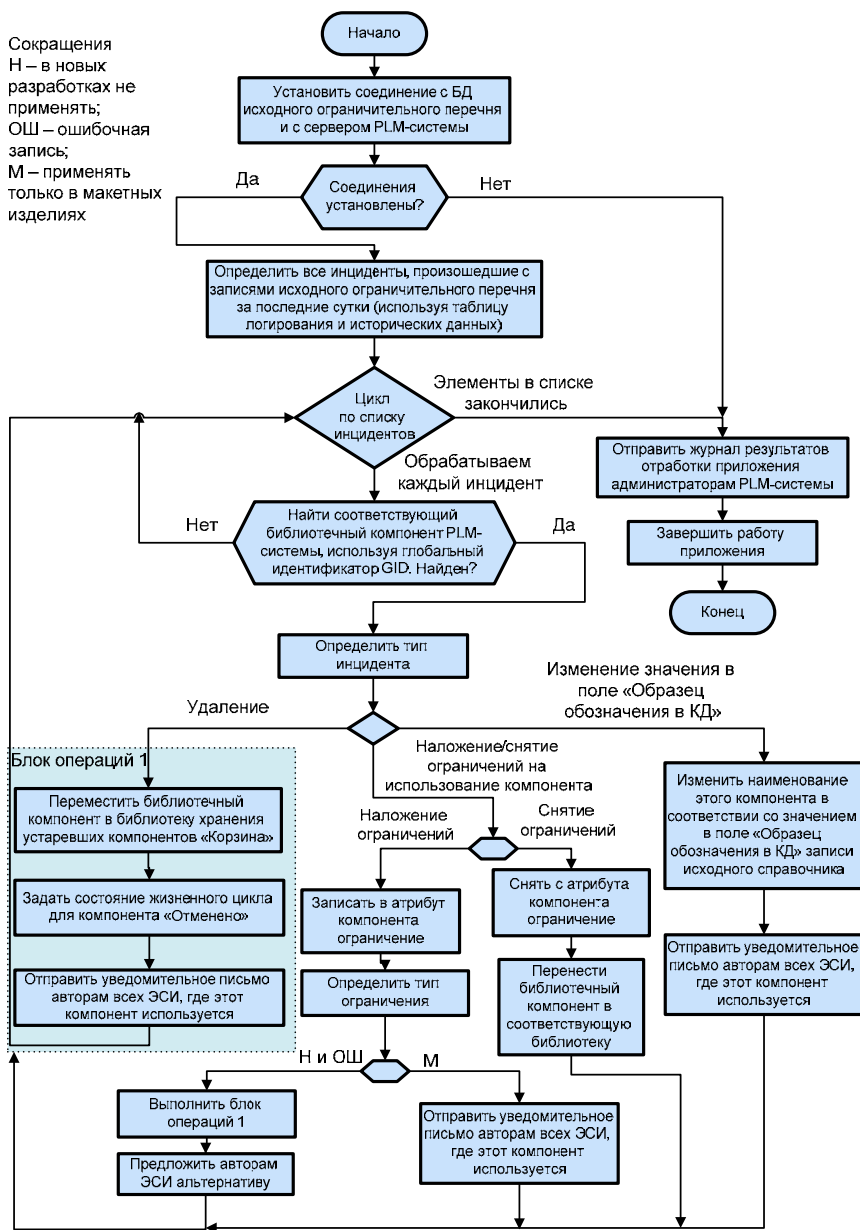 Начало
Сокращения
Н – в новых
разработках не
применять;
ОШ – ошибочная
запись;
М – применять
только в макетных
изделиях
Установить соединение с БД
исходного ограничительного перечня
и с сервером PLM-системы
Да
Соединения
установлены?
Нет
Определить все инциденты, произошедшие с
записями исходного ограничительного перечня
за последние сутки (используя таблицу
логирования и исторических данных)
Цикл
по списку
инцидентов
Элементы в списке
закончились
Обрабатываем
каждый инцидент
Отправить журнал результатов
отработки приложения
администраторам PLM-системы
Завершить работу
приложения
Конец
Нет
Найти соответствующий
библиотечный компонент PLM-
системы, используя глобальный
идентификатор GID. Найден?
Да
Определить тип
инцидента
Удаление
Изменение значения в
поле «Образец
обозначения в КД»
Наложение/снятие
ограничений на
использование компонента
Блок операций 1
Переместить библиотечный
компонент в библиотеку хранения
устаревших компонентов «Корзина»
Задать состояние жизненного цикла
для компонента «Отменено»
Отправить уведомительное письмо
авторам всех ЭСИ, где этот
компонент используется
Наложение
ограничений
Снятие
ограничений
Записать в атрибут
компонента
ограничение
Определить тип
ограничения
Снять с атрибута
компонента
ограничение
Перенести
библиотечный
компонент в
соответствующую
библиотеку
Изменить наименование
этого компонента в
соответствии со значением
в поле «Образец
обозначения в КД» записи
исходного справочника
Отправить уведомительное
письмо авторам всех ЭСИ,
где этот компонент
используется
Н и ОШ
М
Выполнить блок
операций 1
Предложить авторам
ЭСИ альтернативу
Отправить уведомительное
письмо авторам всех ЭСИ,
где этот компонент
используется